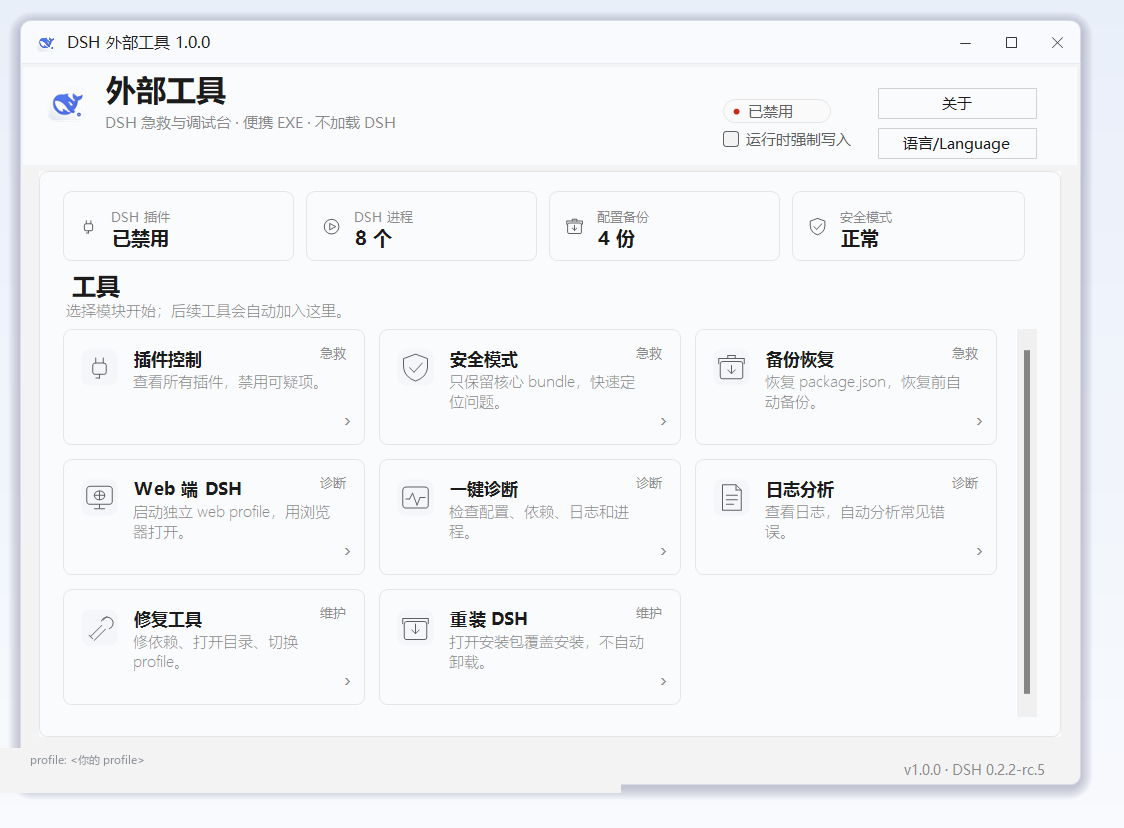 DSH 外部工具 1.0.0
外部工具
DSH 急救与调试台 · 便携 EXE · 不加载 DSH
已禁用
运行时强制写入
关于
语言/Language
DSH 插件
已禁用
DSH 进程
8 个
配置备份
4 份
安全模式
正常
工具
选择模块开始；后续工具会自动加入这里。
插件控制
急救
查看所有插件，禁用可疑项。
安全模式
急救
只保留核心 bundle，快速定
位问题。
备份恢复
急救
恢复 package.json，恢复前自
动备份。
Web 端 DSH
诊断
启动独立 web profile，用浏览
器打开。
一键诊断
诊断
检查配置、依赖、日志和进
程。
日志分析
诊断
查看日志，自动分析常见错
误。
修复工具
维护
修依赖、打开目录、切换
profile。
重装 DSH
维护
打开安装包覆盖安装，不自动
卸载。
profile: <你的 profile>
v1.0.0 · DSH 0.2.2-rc.5